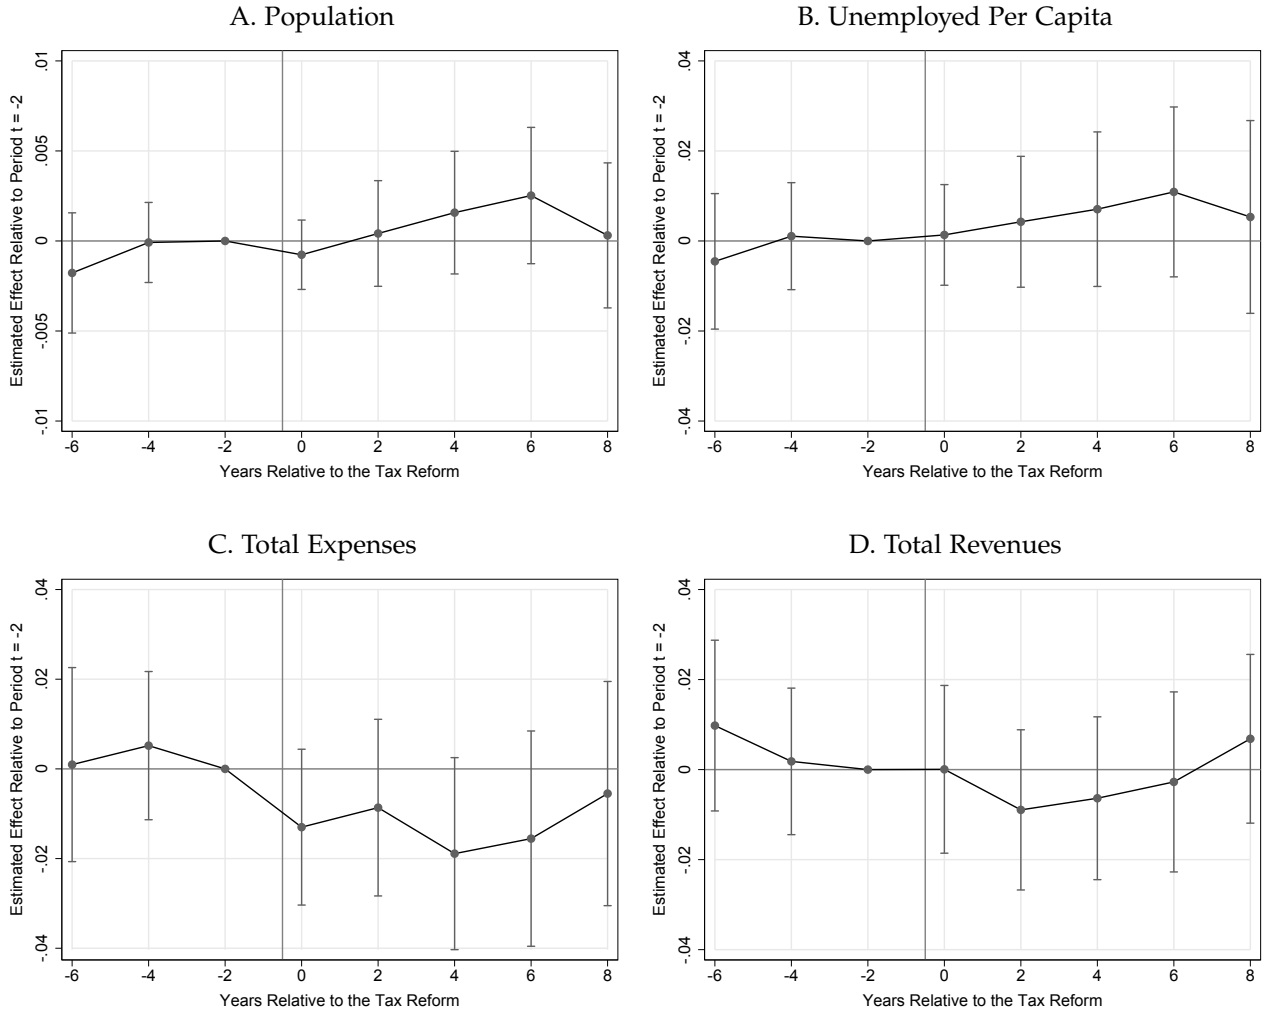 A. Population
Estimated Effect Relative to Period t = -2
.01
.005
0
-.005
-.01
-6 -4 -2 0 2 4 6 8
Years Relative to the Tax Reform
B. Unemployed Per Capita
Estimated Effect Relative to Period t = -2
.04
.02
0
-.02
-.04
-6 -4 -2 0 2 4 6 8
Years Relative to the Tax Reform
C. Total Expenses
Estimated Effect Relative to Period t = -2
.04
.02
0
-.02
-.04
-6 -4 -2 0 2 4 6 8
Years Relative to the Tax Reform
D. Total Revenues
Estimated Effect Relative to Period t = -2
.04
.02
0
-.02
-.04
-6 -4 -2 0 2 4 6 8
Years Relative to the Tax Reform